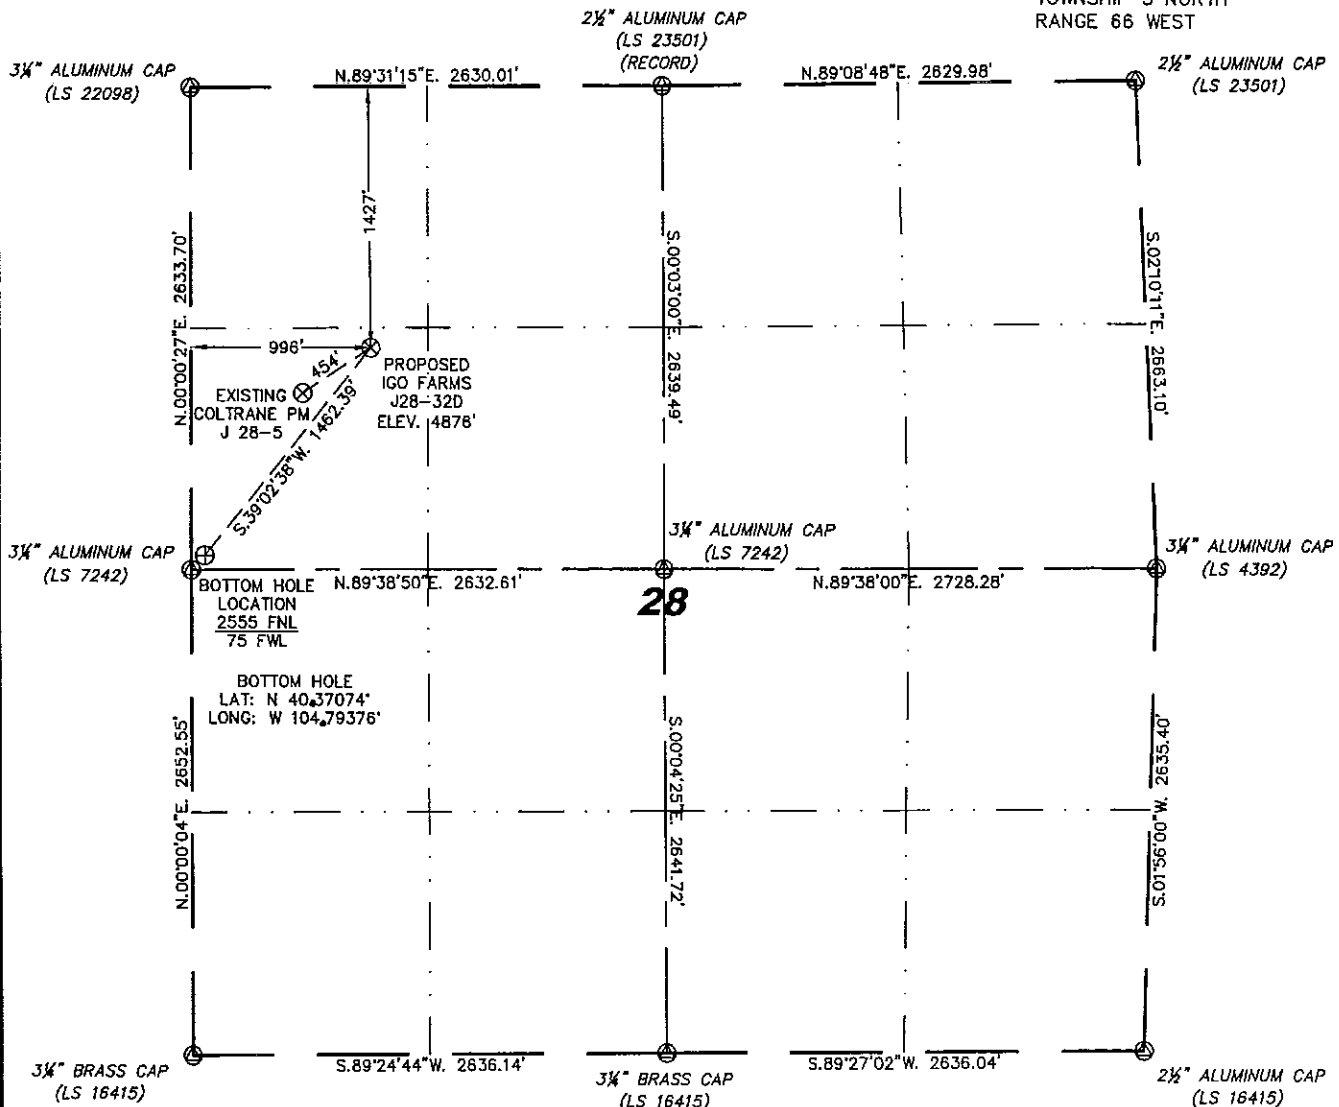 RANGE 66 WEST
2½" ALUMINUM CAP
(LS 23501)
(RECORD)
3¼" ALUMINUM CAP
(LS 22098)
N.89°31'15"E. 2630.01'
N.89°08'48"E. 2629.98'
2½" ALUMINUM CAP
(LS 23501)
1427'
N.00°00'27"E. 2633.70'
S.00°03'00"E. 2639.49'
S.02°10'11"E. 2663.10'
996'
454'
PROPOSED
IGO FARMS
J28-32D
ELEV. 4876'
EXISTING
COLTRANE PM
J 28-5
S.39°02'38"W. 1462.39'
3¼" ALUMINUM CAP
(LS 7242)
3¼" ALUMINUM CAP
(LS 7242)
3¼" ALUMINUM CAP
(LS 4392)
N.89°38'50"E. 2632.61'
N.89°38'00"E. 2728.28'
28
BOTTOM HOLE
LOCATION
2555 FNL
75 FWL
BOTTOM HOLE
LAT: N 40.37074°
LONG: W 104.79376°
N.00°00'04"E. 2652.55'
S.00°04'25"E. 2641.72'
S.01°56'00"W. 2635.40'
S.89°24'44"W. 2636.14'
S.89°27'02"W. 2636.04'
3¼" BRASS CAP
(LS 16415)
3¼" BRASS CAP
(LS 16415)
2½" ALUMINUM CAP
(LS 16415)